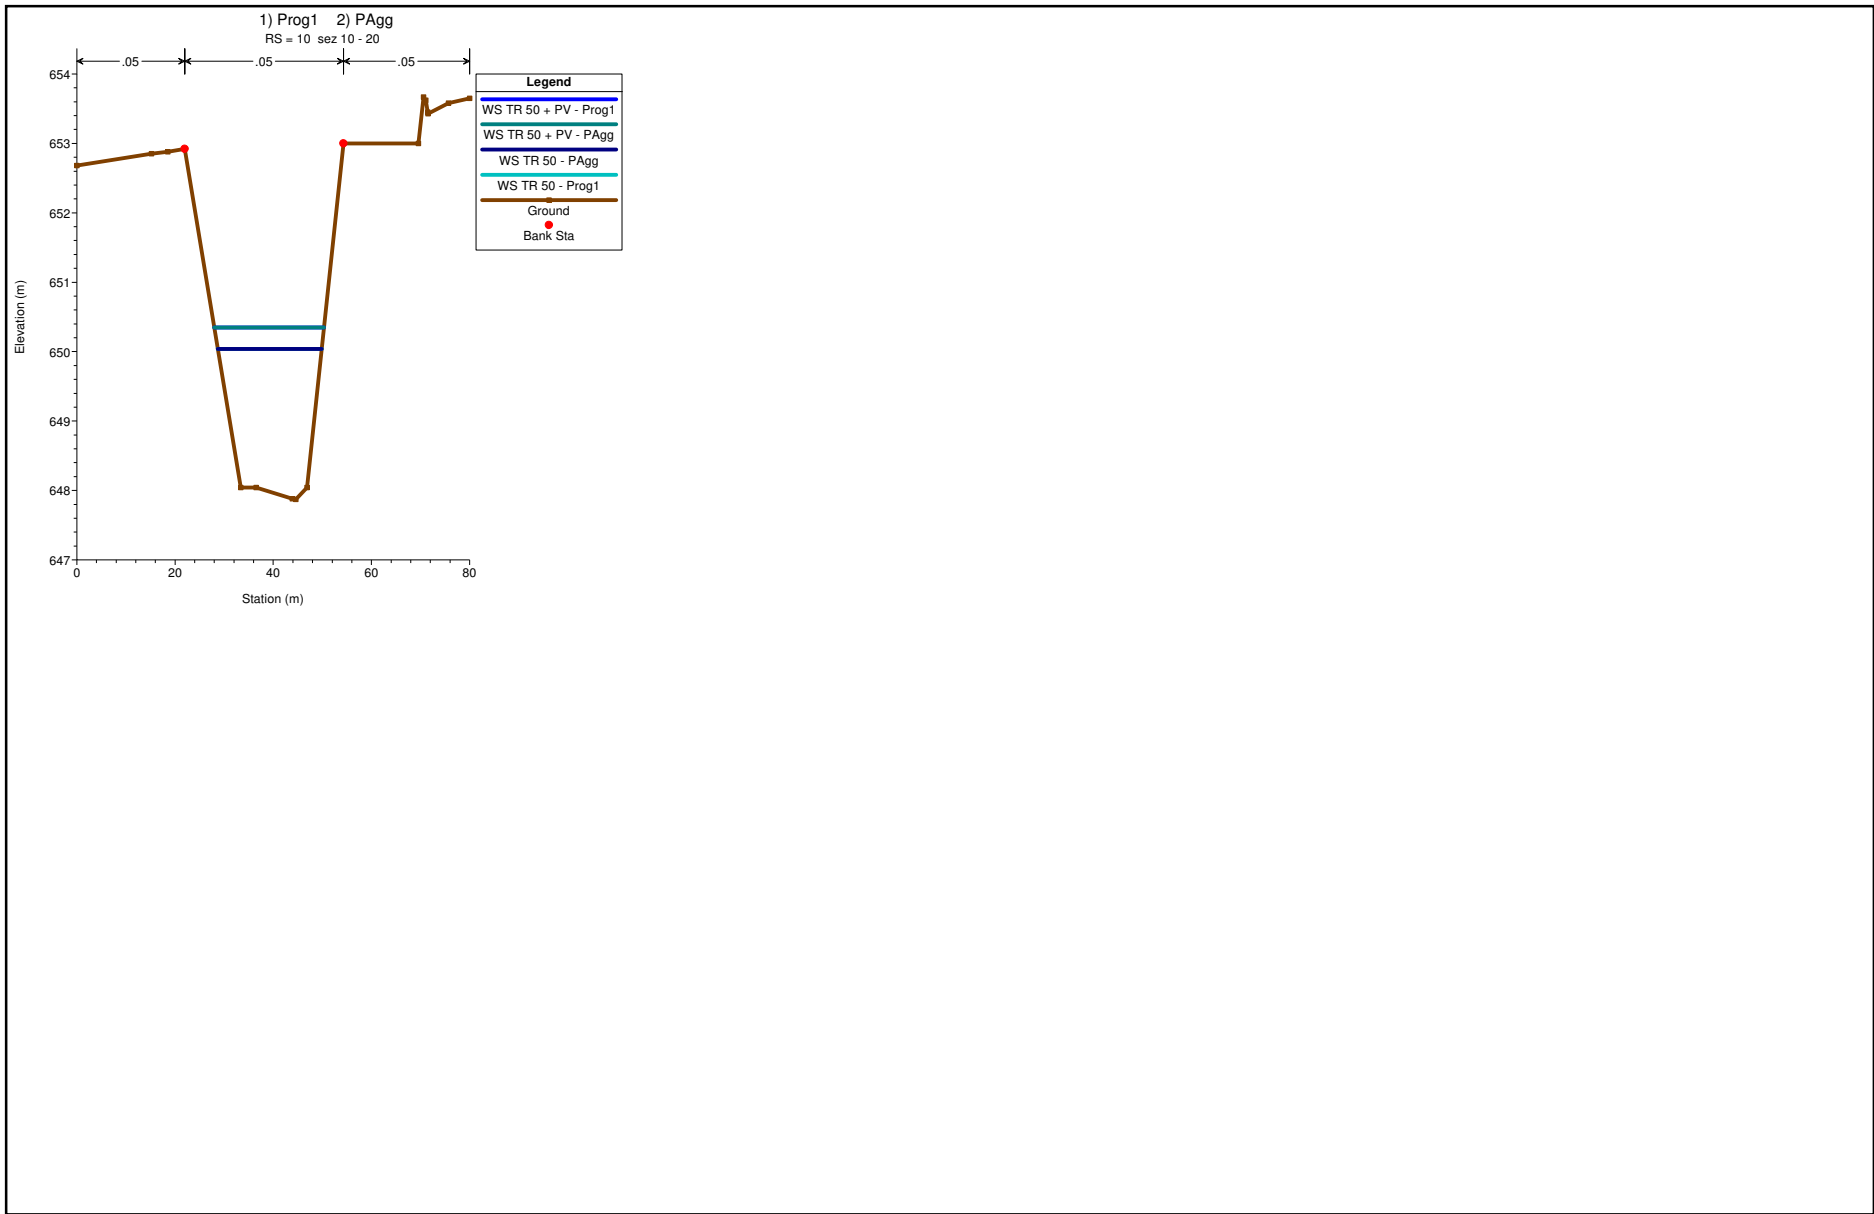 1) Prog1    2) PAgg
RS = 10  sez 10 - 20
.05 .05 .05
Legend
WS TR 50 + PV - Prog1
WS TR 50 + PV - PAgg
WS TR 50 - PAgg
WS TR 50 - Prog1
Ground
Bank Sta
654
653
652
651
650
649
648
647
Elevation (m)
0 20 40 60 80
Station (m)